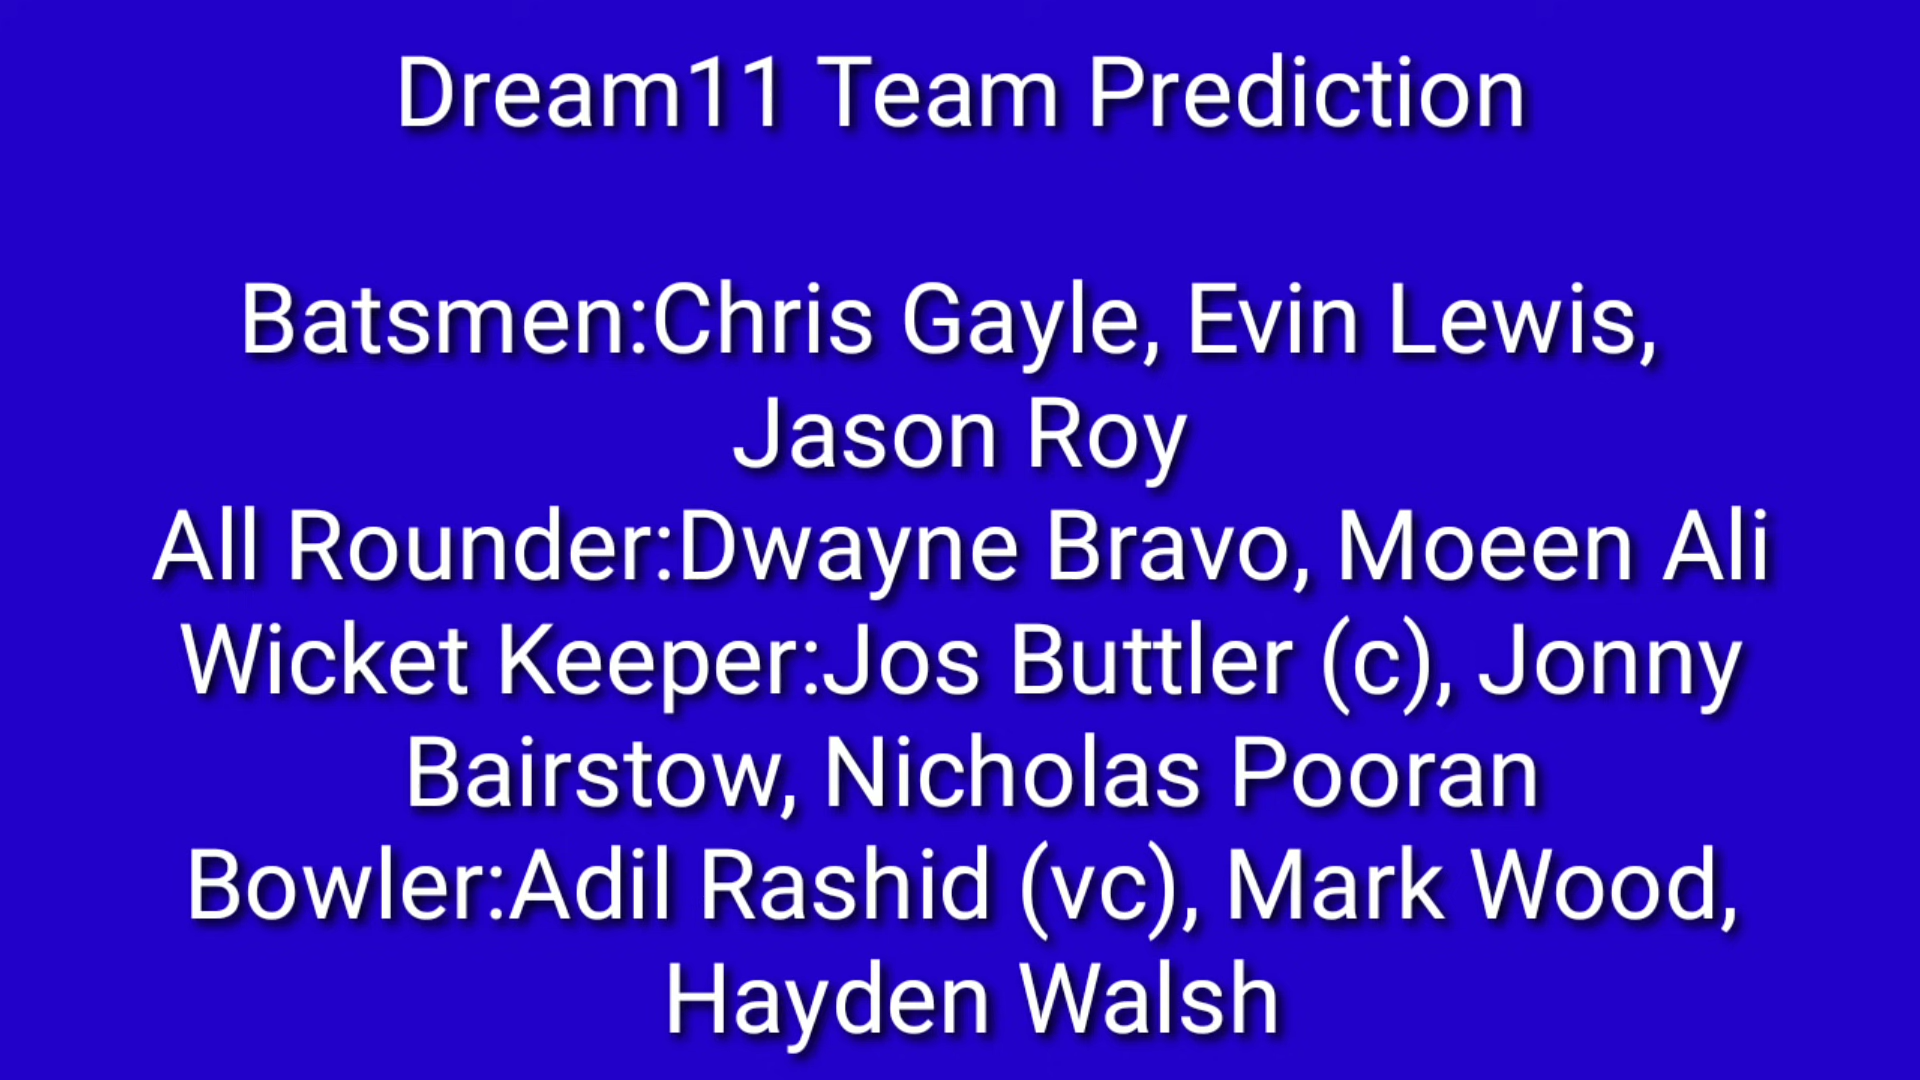 Dream11 Team Prediction
Batsmen:Chris Gayle, Evin Lewis,
Jason Roy
All Rounder:Dwayne Bravo, Moeen Ali
Wicket Keeper:Jos Buttler (c), Jonny
Bairstow, Nicholas Pooran
Bowler:Adil Rashid (vc), Mark Wood,
Hayden Walsh